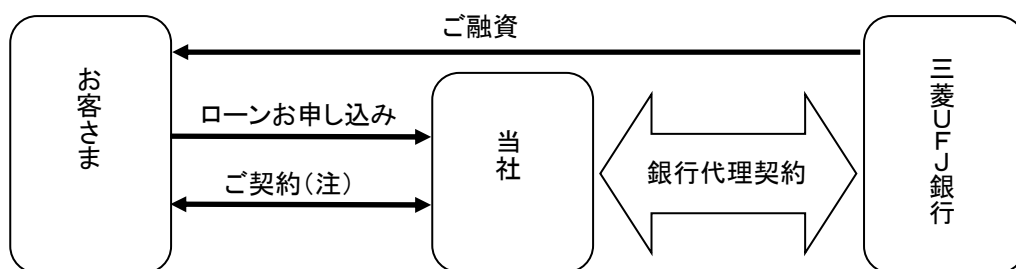 ご融資
お客さま
ローンお申し込み
ご契約(注)
当社
銀行代理契約
三菱UFJ銀行